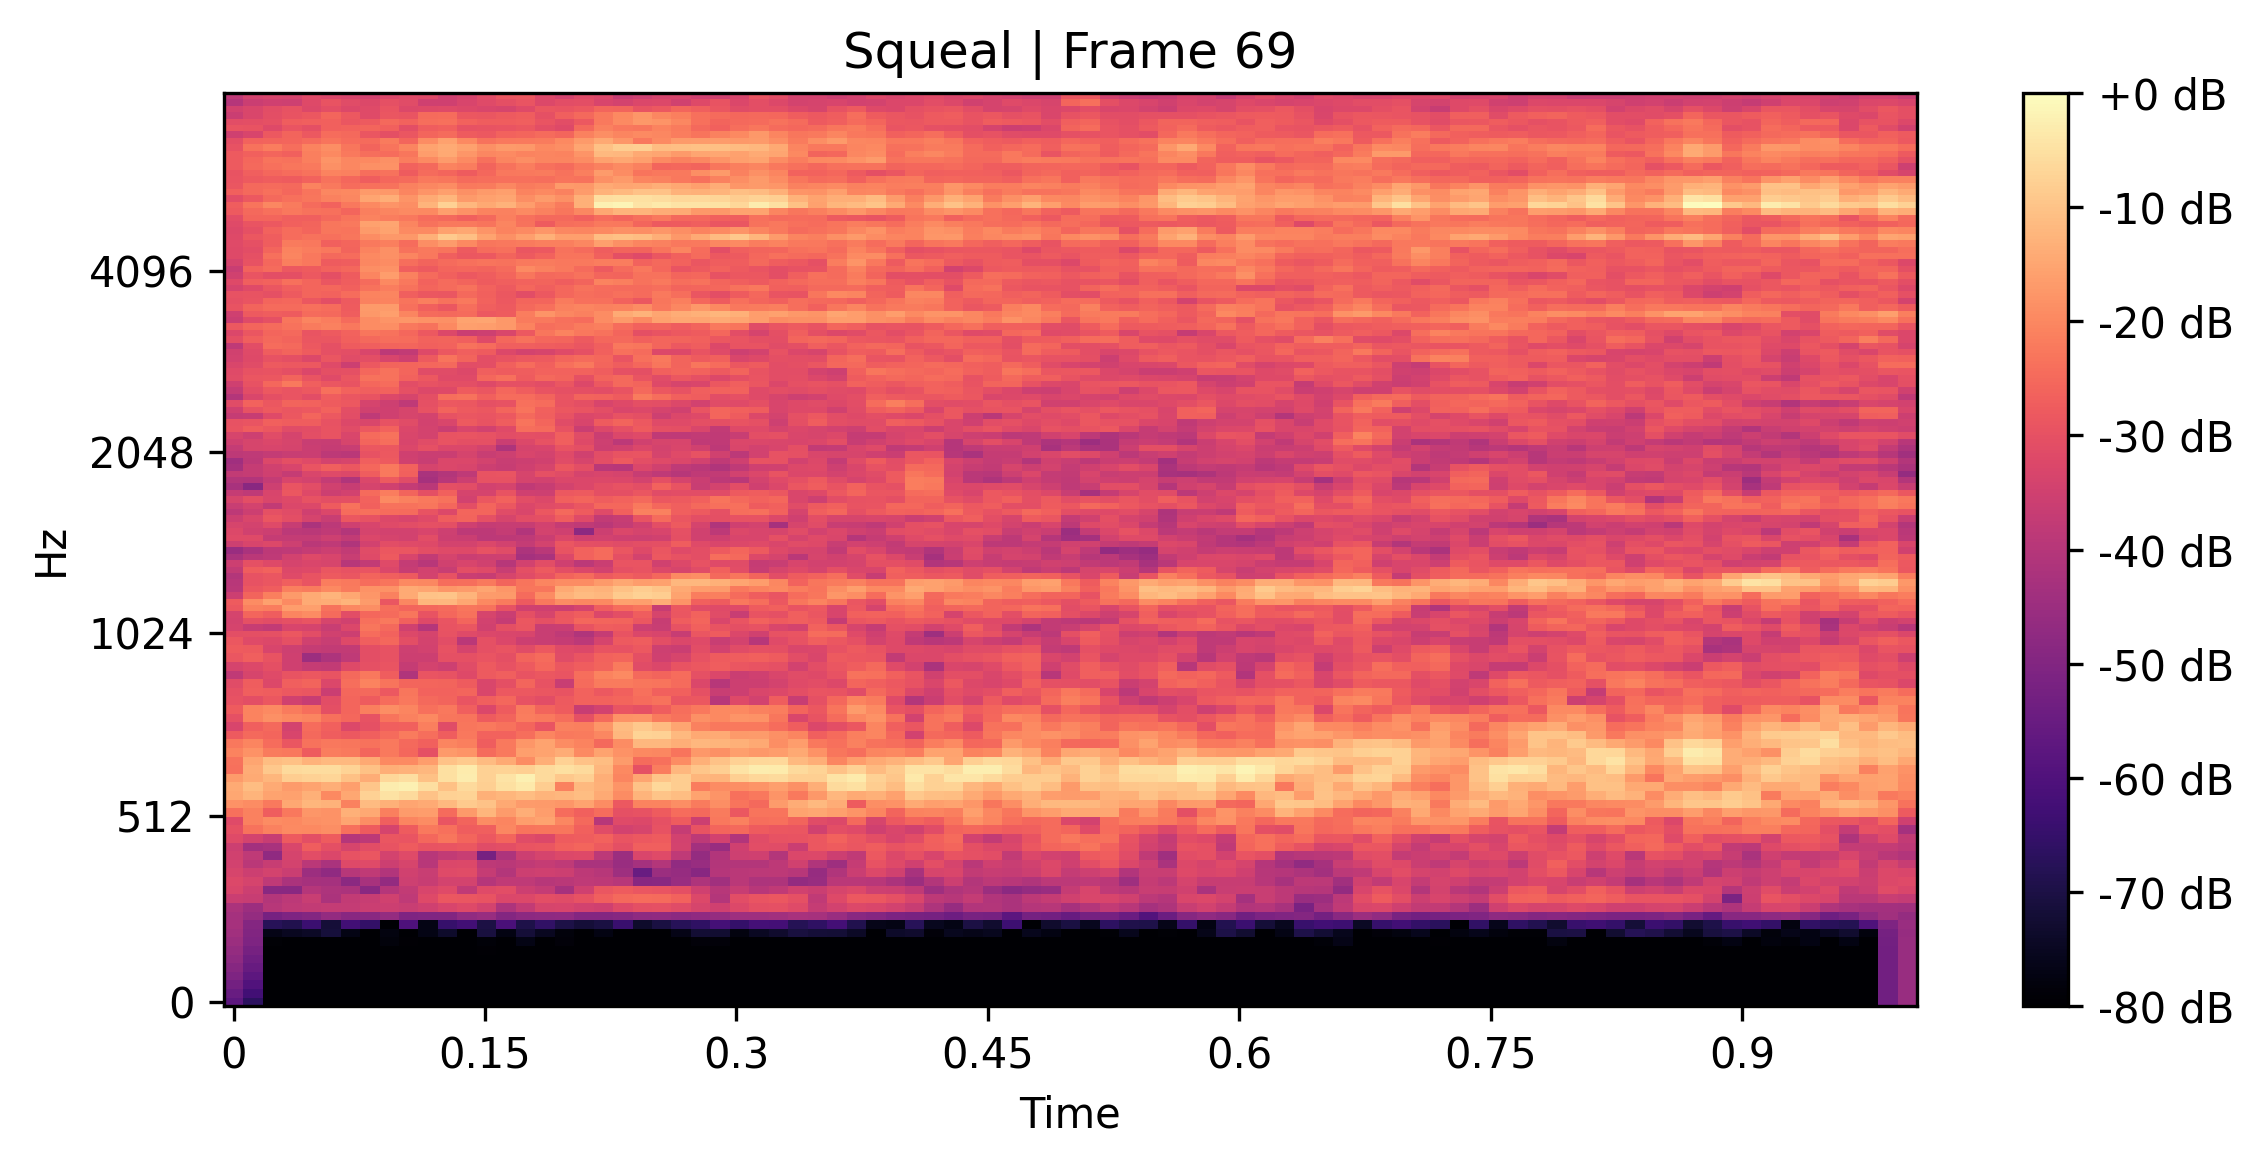 Squeal | Frame 69
+0 dB
-10 dB
-20 dB
-30 dB
-40 dB
-50 dB
-60 dB
-70 dB
-80 dB
Hz
4096
2048
1024
512
0
0 0.15 0.3 0.45 0.6 0.75 0.9
Time